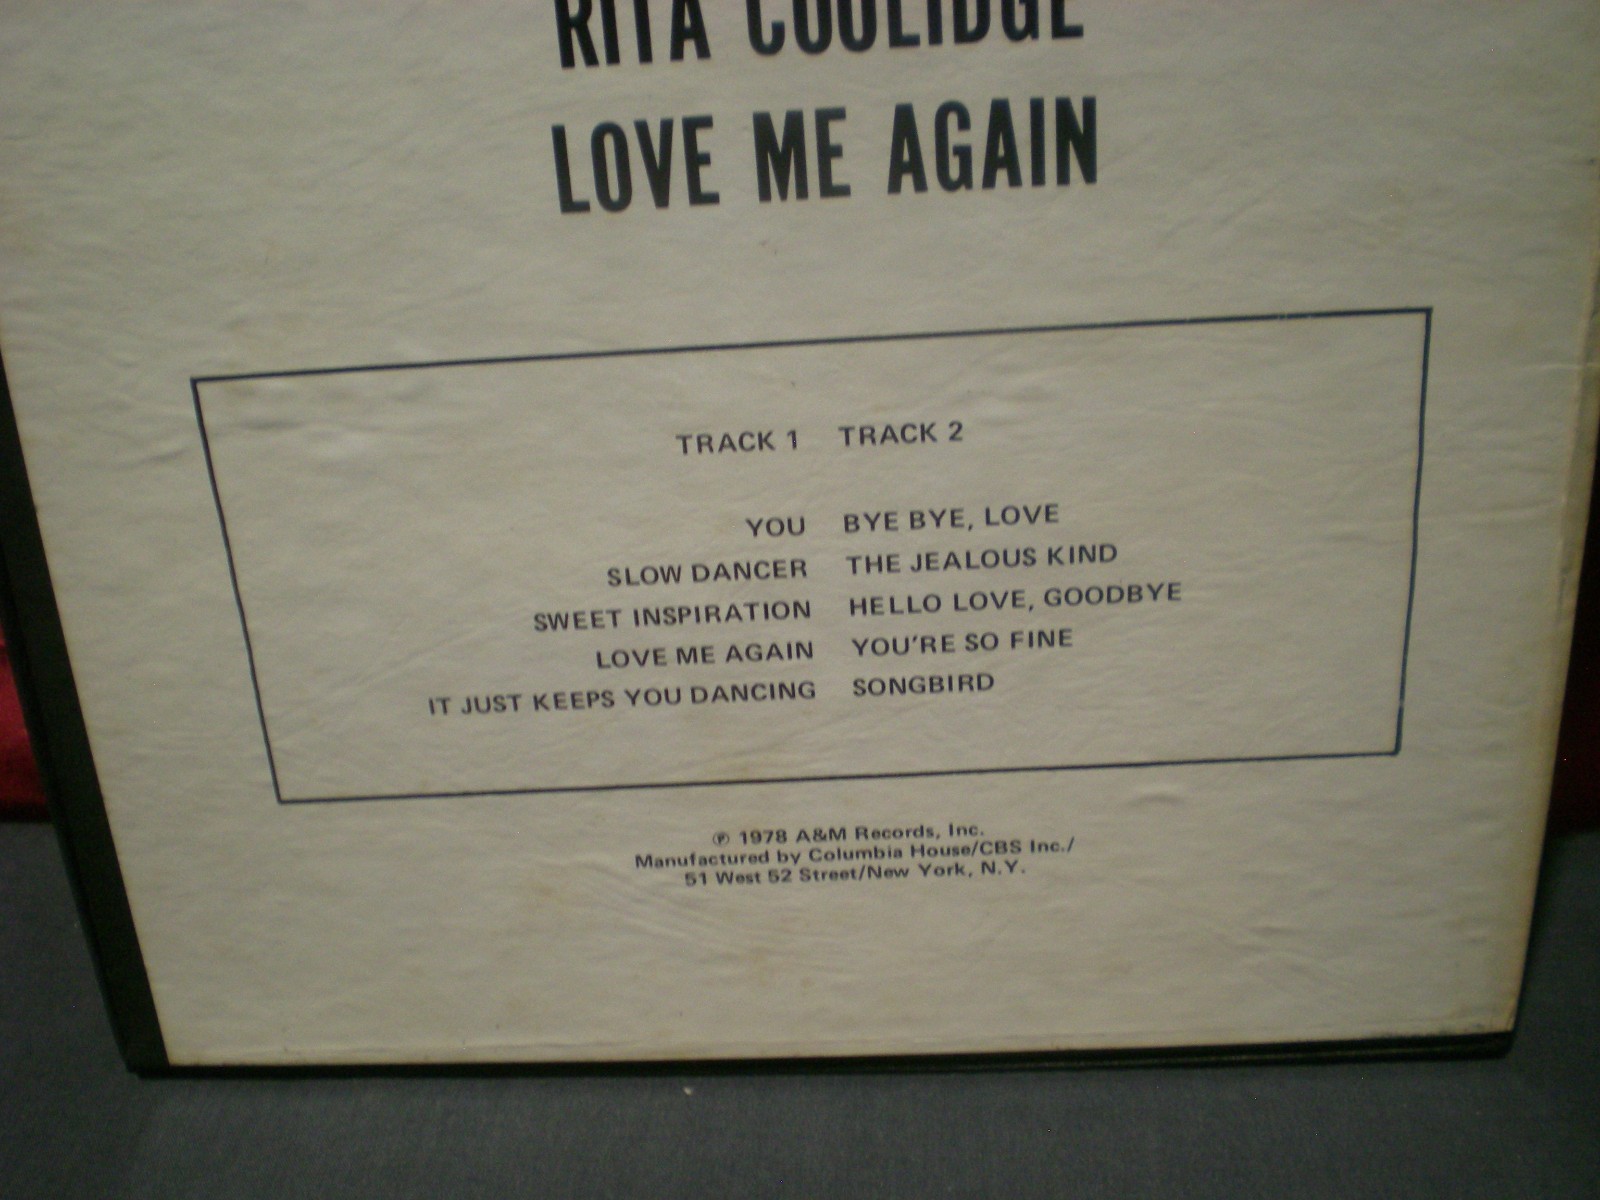 RITA COOLIDGE
LOVE ME AGAIN
TRACK 1 TRACK 2
YOU BYE BYE, LOVE
SLOW DANCER THE JEALOUS KIND
SWEET INSPIRATION HELLO LOVE, GOODBYE
LOVE ME AGAIN YOU'RE SO FINE
IT JUST KEEPS YOU DANCING SONGBIRD
℗ 1978 A&M Records, Inc.
Manufactured by Columbia House/CBS Inc./
51 West 52 Street/New York, N.Y.